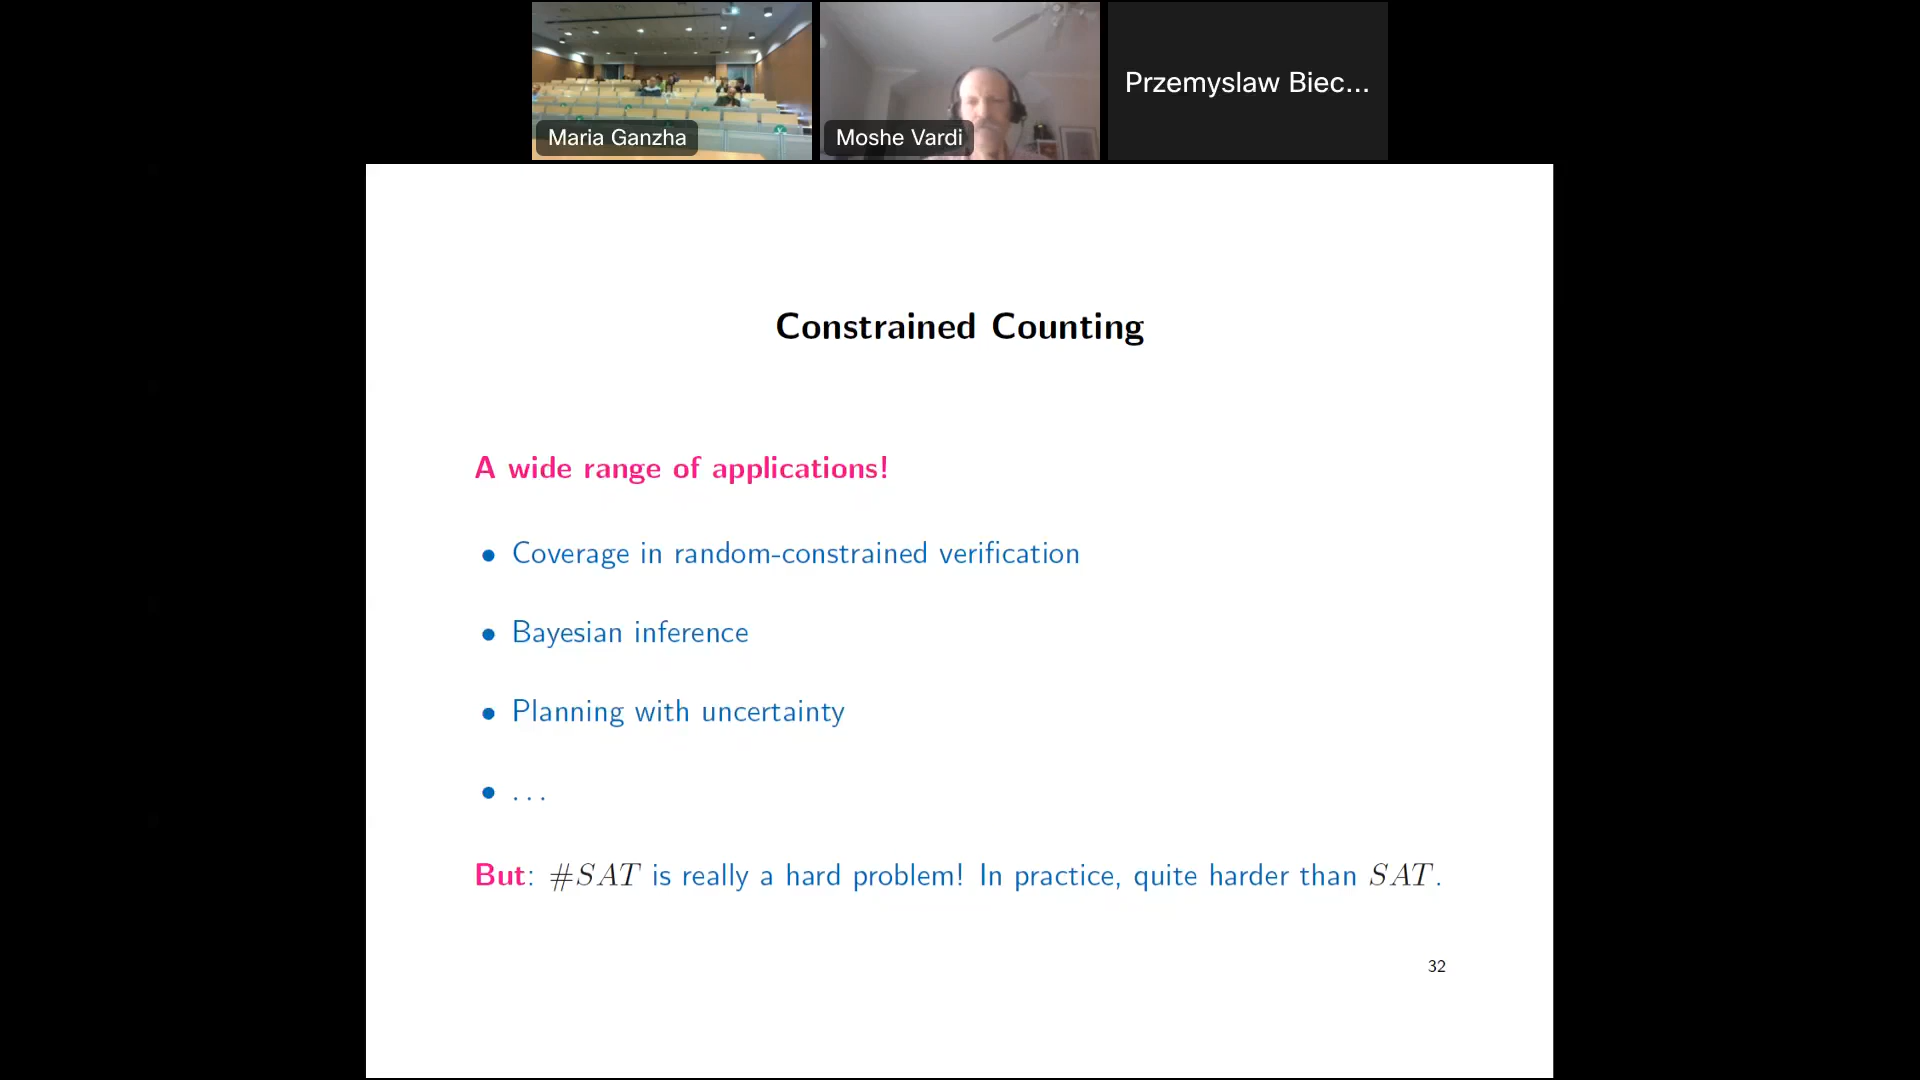 Maria Ganzha
Moshe Vardi
Przemyslaw Biec...
Constrained Counting
A wide range of applications!
• Coverage in random-constrained verification
• Bayesian inference
• Planning with uncertainty
• . . .
But: #SAT is really a hard problem! In practice, quite harder than SAT.
32